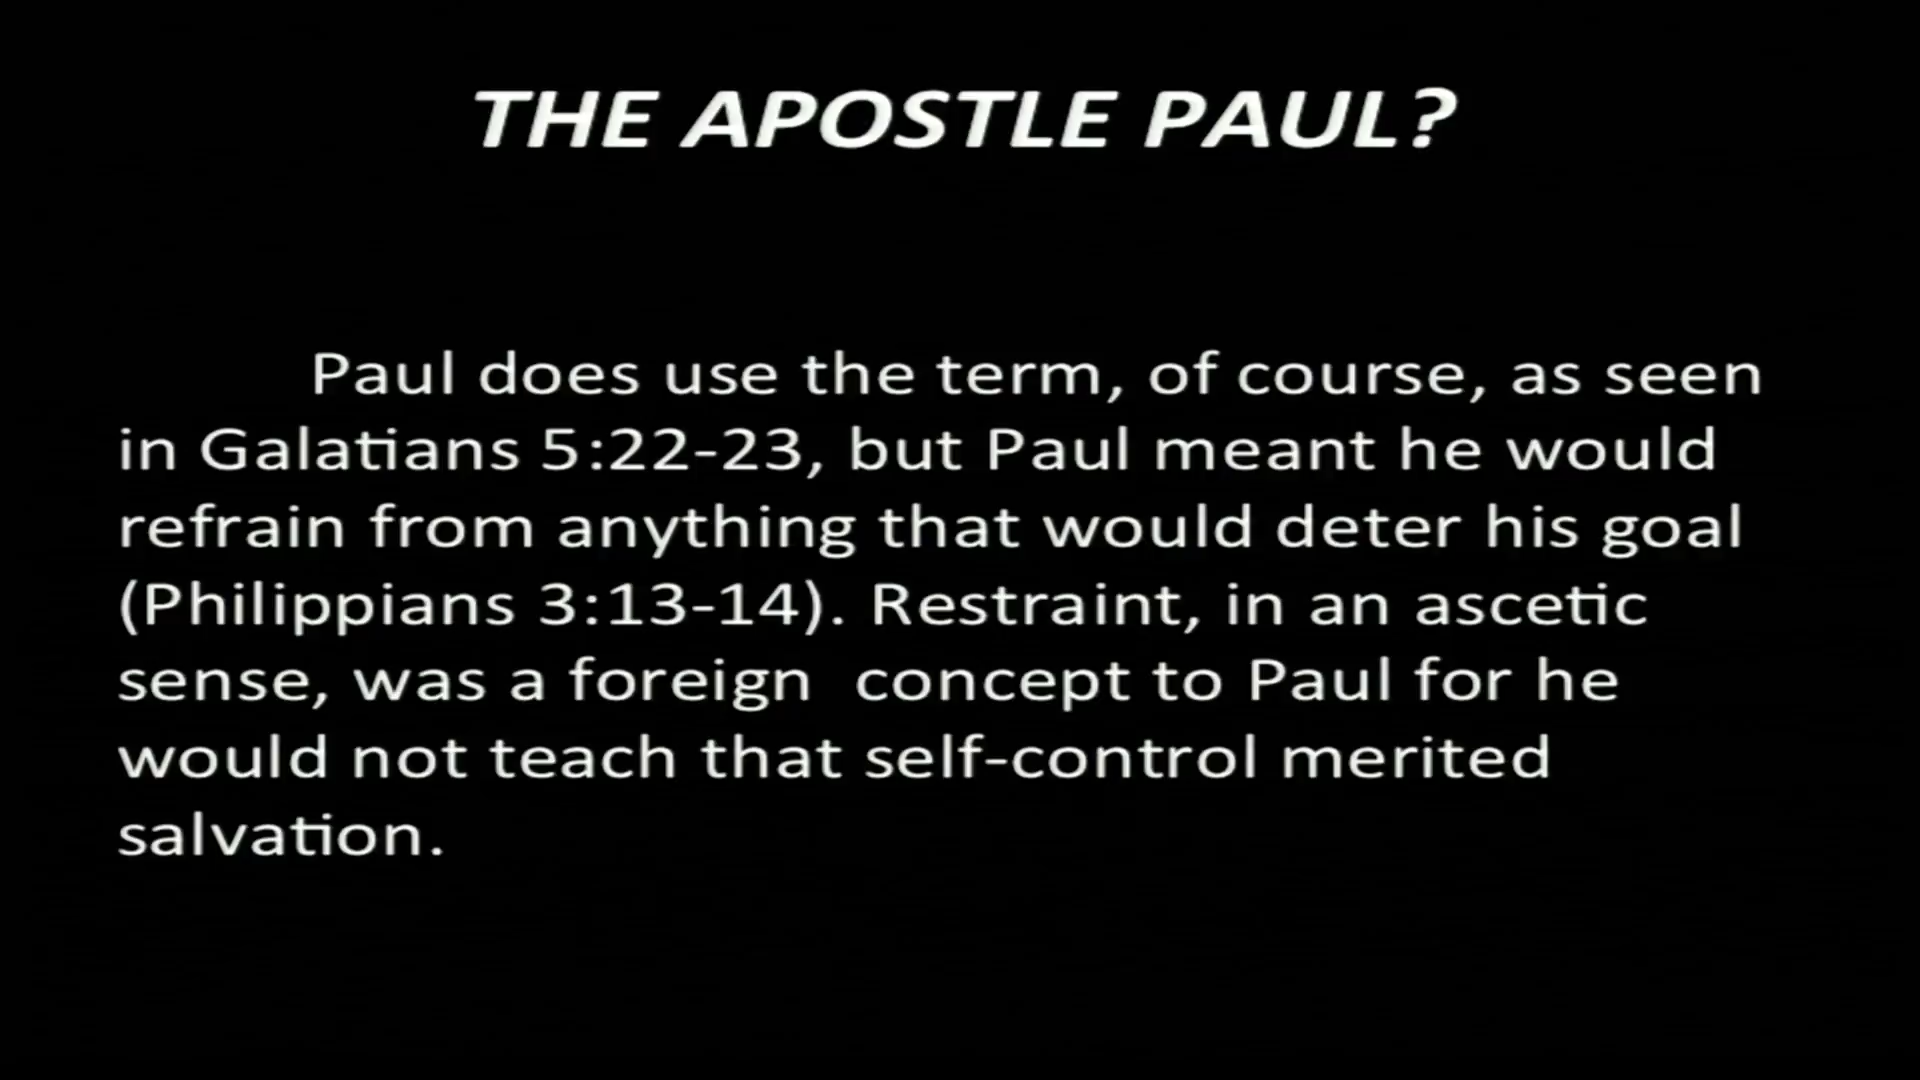 THE APOSTLE PAUL?
Paul does use the term, of course, as seen
in Galatians 5:22-23, but Paul meant he would
refrain from anything that would deter his goal
(Philippians 3:13-14). Restraint, in an ascetic
sense, was a foreign  concept to Paul for he
would not teach that self-control merited
salvation.